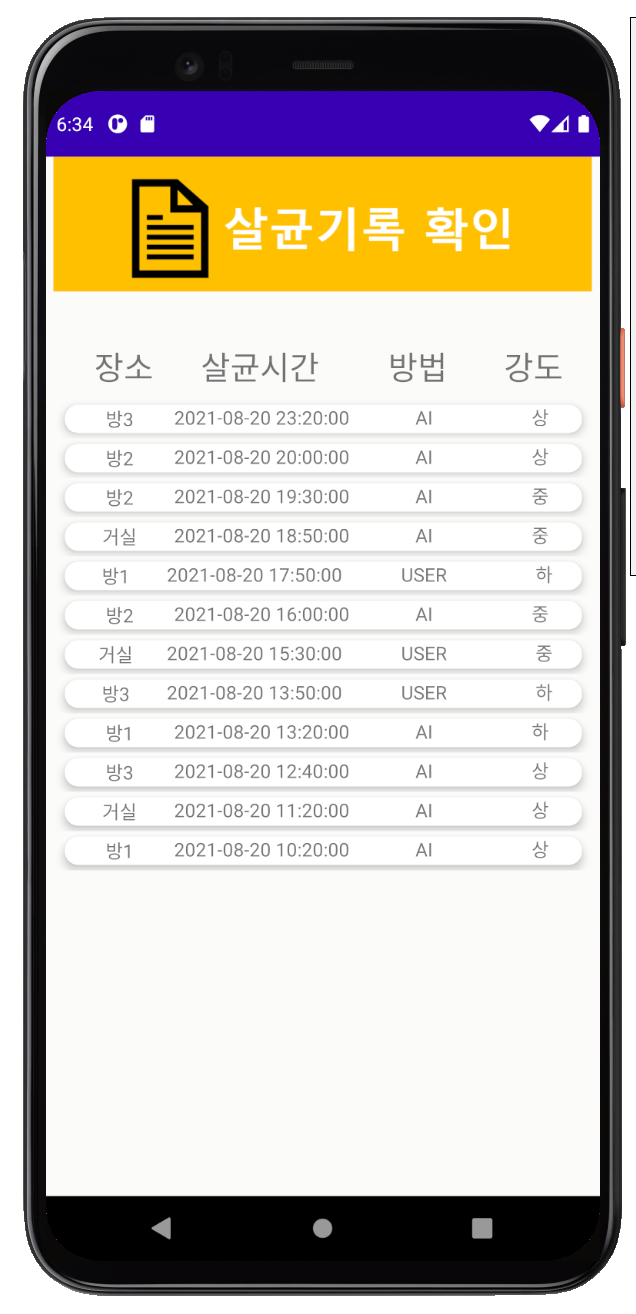 6:34
살균기록 확인
장소 살균시간 방법 강도
방3 2021-08-20 23:20:00 AI 상
방2 2021-08-20 20:00:00 AI 상
방2 2021-08-20 19:30:00 AI 중
거실 2021-08-20 18:50:00 AI 중
방1 2021-08-20 17:50:00 USER 하
방2 2021-08-20 16:00:00 AI 중
거실 2021-08-20 15:30:00 USER 중
방3 2021-08-20 13:50:00 USER 하
방1 2021-08-20 13:20:00 AI 하
방3 2021-08-20 12:40:00 AI 상
거실 2021-08-20 11:20:00 AI 상
방1 2021-08-20 10:20:00 AI 상